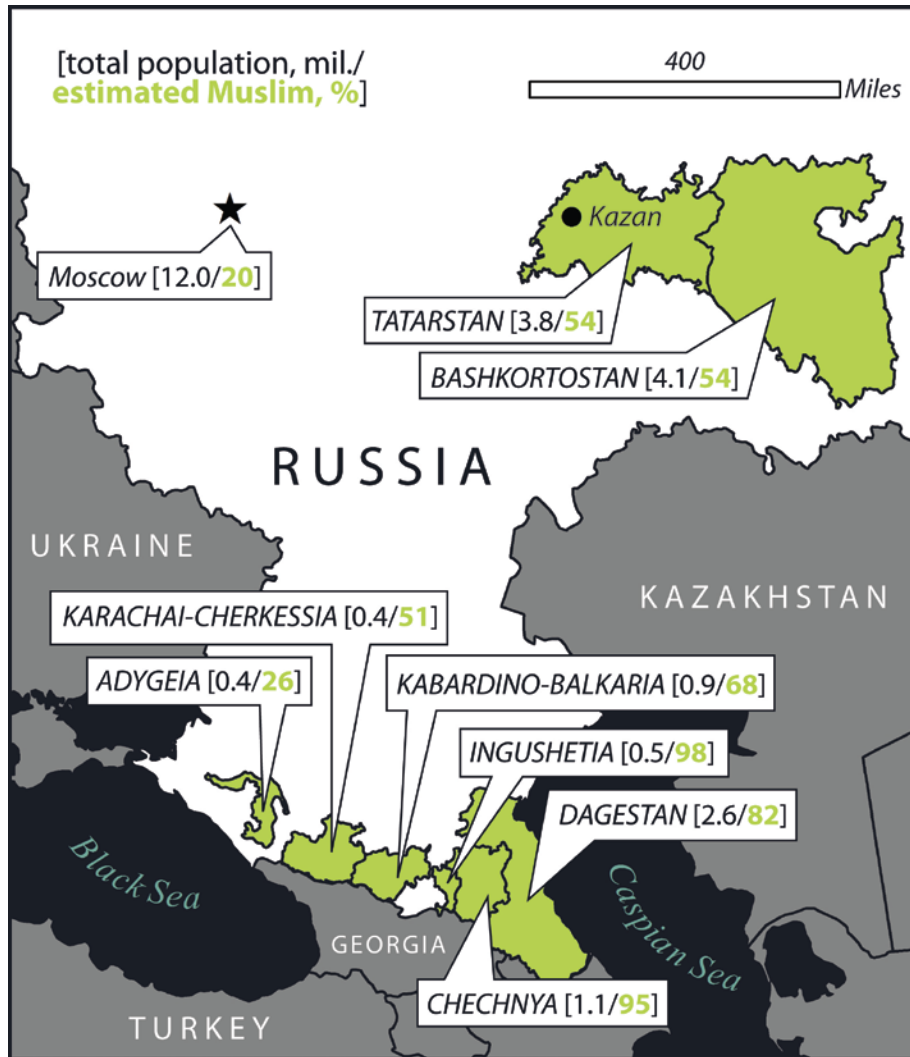 [total population, mil./
estimated Muslim, %]
400
Miles
Kazan
Moscow [12.0/20]
TATARSTAN [3.8/54]
BASHKORTOSTAN [4.1/54]
RUSSIA
UKRAINE
KAZAKHSTAN
KARACHAI-CHERKESSIA [0.4/51]
ADYGEIA [0.4/26]
KABARDINO-BALKARIA [0.9/68]
INGUSHETIA [0.5/98]
DAGESTAN [2.6/82]
Black Sea
Caspian Sea
GEORGIA
CHECHNYA [1.1/95]
TURKEY